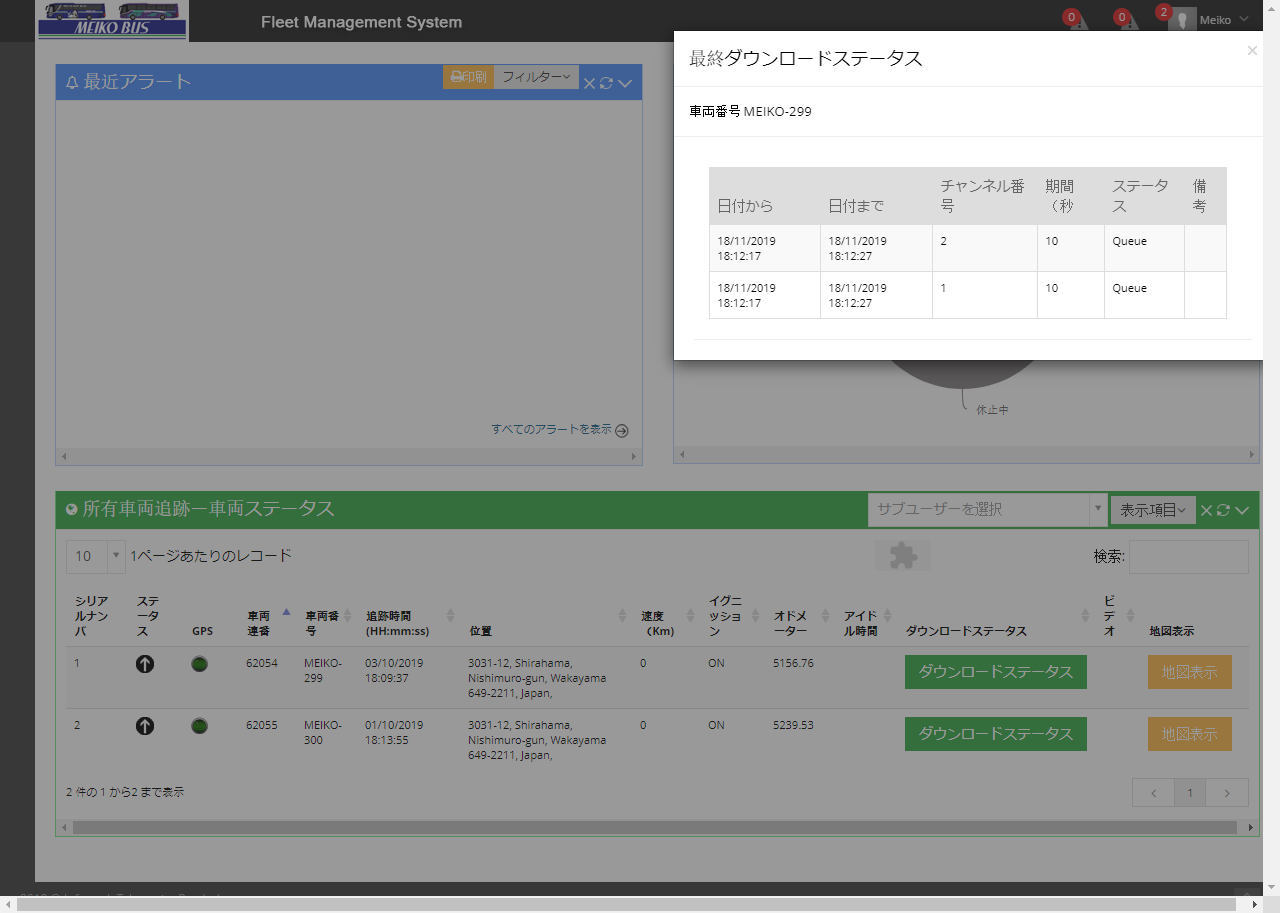 MEIKO BUS
Fleet Management System
0
0
2
Meiko
最終ダウンロードステータス
×
車両番号 MEIKO-299
日付から 日付まで チャンネル番号 期間（秒 ステータス 備考
18/11/2019 18:12:17 18/11/2019 18:12:27 2 10 Queue
18/11/2019 18:12:17 18/11/2019 18:12:27 1 10 Queue
最近アラート
印刷 フィルター
すべてのアラートを表示
休止中
所有車両追跡ー車両ステータス
サブユーザーを選択 表示項目
10 1ページあたりのレコード
検索:
シリアルナンバ ステータス GPS 車両連番 車両番号 追跡時間 (HH:mm:ss) 位置 速度（Km) イグニッション オドメーター アイドル時間 ダウンロードステータス ビデオ 地図表示
1 62054 MEIKO-299 03/10/2019 18:09:37 3031-12, Shirahama, Nishimuro-gun, Wakayama 649-2211, Japan, 0 ON 5156.76 ダウンロードステータス 地図表示
2 62055 MEIKO-300 01/10/2019 18:13:55 3031-12, Shirahama, Nishimuro-gun, Wakayama 649-2211, Japan, 0 ON 5239.53 ダウンロードステータス 地図表示
2 件の 1 から2 まで表示
1